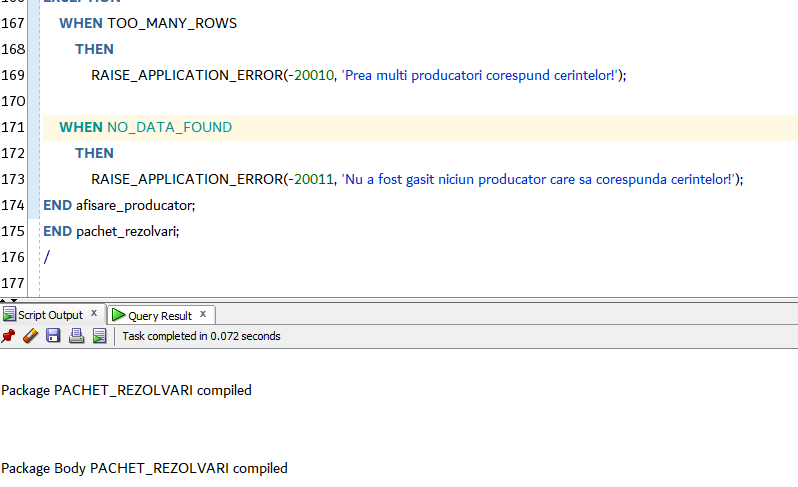 166 EXCEPTION
167 WHEN TOO_MANY_ROWS
168 THEN
169 RAISE_APPLICATION_ERROR(-20010, 'Prea multi producatori corespund cerintelor!');
170
171 WHEN NO_DATA_FOUND
172 THEN
173 RAISE_APPLICATION_ERROR(-20011, 'Nu a fost gasit niciun producator care sa corespunda cerintelor!');
174 END afisare_producator;
175 END pachet_rezolvari;
176 /
177
Script Output x Query Result x
Task completed in 0.072 seconds
Package PACHET_REZOLVARI compiled
Package Body PACHET_REZOLVARI compiled